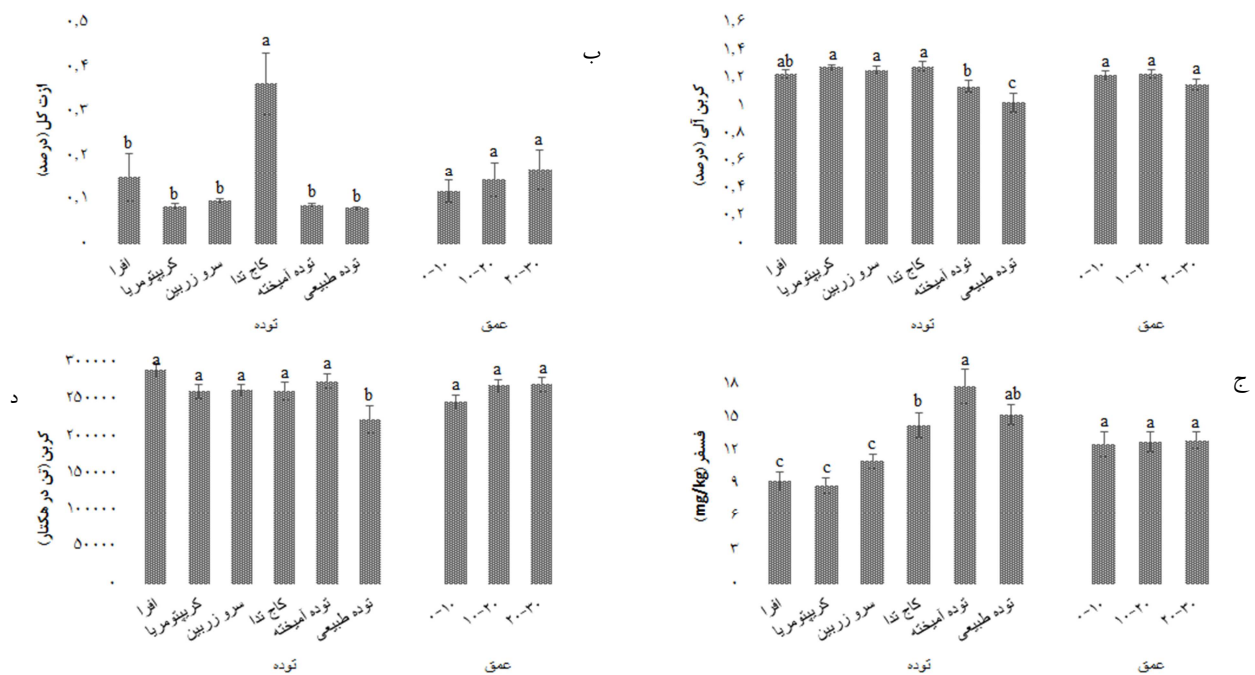 ب
ازت کل (درصد)
۰٫۵
۰٫۴
۰٫۳
۰٫۲
۰٫۱
۰
b b b a b b a a a
افرا کریپتومریا سرو زربین کاج تدا توده آمیخته توده طبیعی
۰-۱۰ ۱۰-۲۰ ۲۰-۳۰
توده عمق
کربن آلی (درصد)
۱٫۶
۱٫۴
۱٫۲
۱
۰٫۸
۰٫۶
۰٫۴
۰٫۲
۰
ab a a a b c a a a
افرا کریپتومریا سرو زربین کاج تدا توده آمیخته توده طبیعی
۰-۱۰ ۱۰-۲۰ ۲۰-۳۰
توده عمق
د
کربن (تن در هکتار)
۳۰۰۰۰۰
۲۵۰۰۰۰
۲۰۰۰۰۰
۱۵۰۰۰۰
۱۰۰۰۰۰
۵۰۰۰۰
۰
a a a a a b a a a
افرا کریپتومریا سرو زربین کاج تدا توده آمیخته توده طبیعی
۰-۱۰ ۱۰-۲۰ ۲۰-۳۰
توده عمق
ج
فسفر (mg/kg)
۱۸
۱۵
۱۲
۹
۶
۳
۰
c c c b a ab a a a
افرا کریپتومریا سرو زربین کاج تدا توده آمیخته توده طبیعی
۰-۱۰ ۱۰-۲۰ ۲۰-۳۰
توده عمق